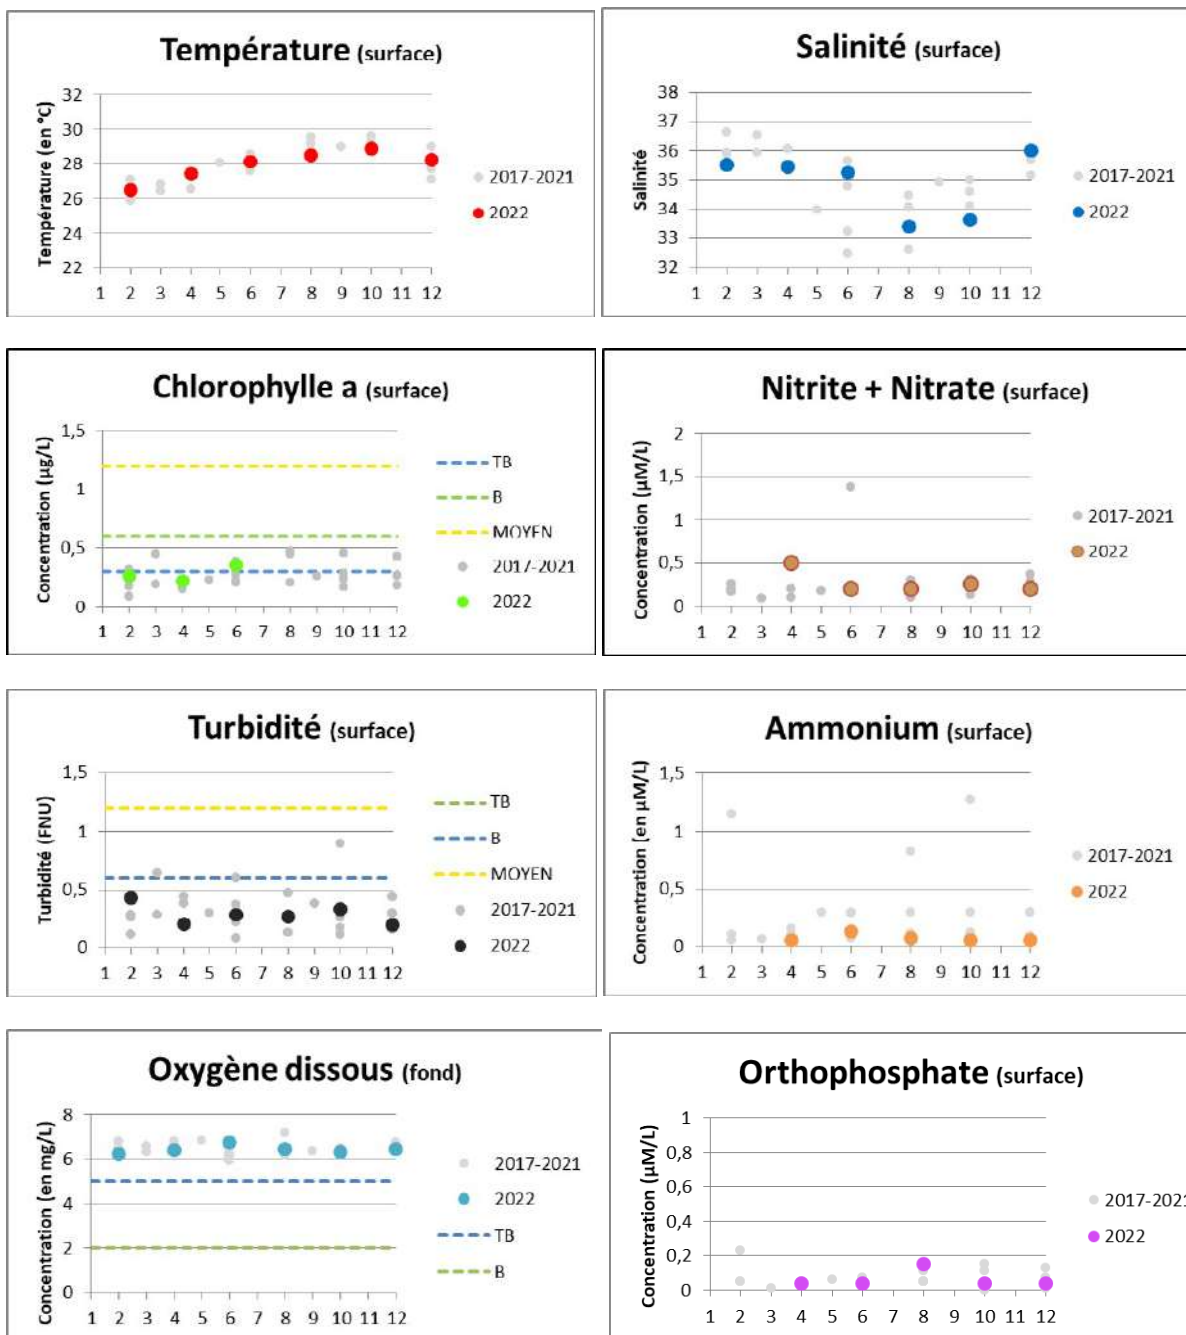 Température (surface)
Température (en °C)
32
30
28
26
24
22
1 2 3 4 5 6 7 8 9 10 11 12
2017-2021
2022
Salinité (surface)
Salinité
38
37
36
35
34
33
32
1 2 3 4 5 6 7 8 9 10 11 12
2017-2021
2022
Chlorophylle a (surface)
Concentration (µg/L)
1,5
1
0,5
0
1 2 3 4 5 6 7 8 9 10 11 12
TB
B
MOYEN
2017-2021
2022
Nitrite + Nitrate (surface)
Concentration (µM/L)
2
1,5
1
0,5
0
1 2 3 4 5 6 7 8 9 10 11 12
2017-2021
2022
Turbidité (surface)
Turbidité (FNU)
1,5
1
0,5
0
1 2 3 4 5 6 7 8 9 10 11 12
TB
B
MOYEN
2017-2021
2022
Ammonium (surface)
Concentration (en µM/L)
1,5
1
0,5
0
1 2 3 4 5 6 7 8 9 10 11 12
2017-2021
2022
Oxygène dissous (fond)
Concentration (en mg/L)
8
6
4
2
0
1 2 3 4 5 6 7 8 9 10 11 12
2017-2021
2022
TB
B
Orthophosphate (surface)
Concentration (µM/L)
1
0,8
0,6
0,4
0,2
0
1 2 3 4 5 6 7 8 9 10 11 12
2017-2021
2022